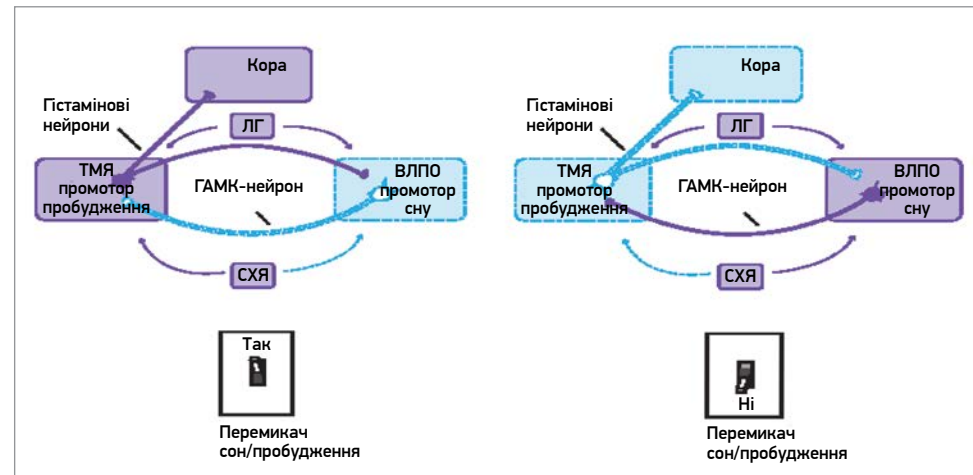 Кора
Гістамінові
нейрони
ЛГ
ТМЯ
промотор
пробудження
ГАМК-нейрон
ВЛПО
промотор
сну
СХЯ
Так
Перемикач
сон/пробудження
Кора
Гістамінові
нейрони
ЛГ
ТМЯ
промотор
пробудження
ГАМК-нейрон
ВЛПО
промотор
сну
СХЯ
Ні
Перемикач
сон/пробудження